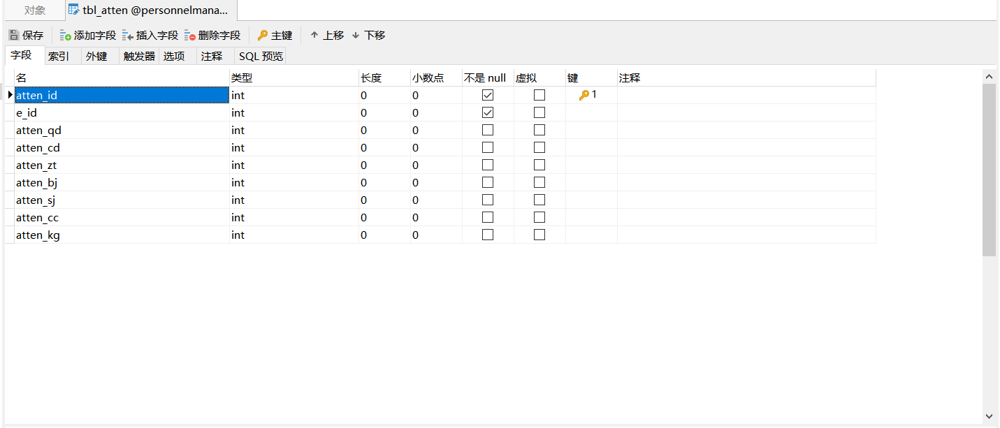 对象 tbl_atten @personnelmana...
保存 添加字段 插入字段 删除字段 主键 上移 下移
字段 索引 外键 触发器 选项 注释 SQL 预览
名 类型 长度 小数点 不是 null 虚拟 键 注释
atten_id int 0 0 1
e_id int 0 0
atten_qd int 0 0
atten_cd int 0 0
atten_zt int 0 0
atten_bj int 0 0
atten_sj int 0 0
atten_cc int 0 0
atten_kg int 0 0